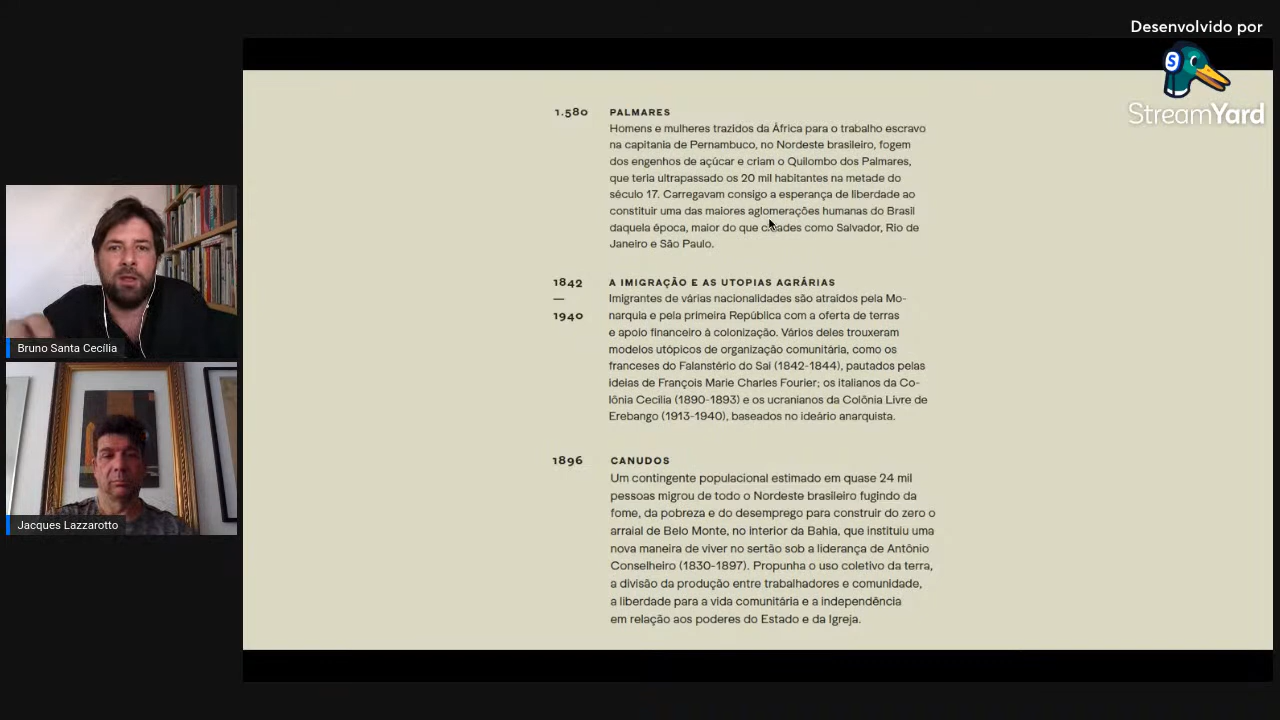 Desenvolvido por
StreamYard
1.580 PALMARES
Homens e mulheres trazidos da África para o trabalho escravo
na capitania de Pernambuco, no Nordeste brasileiro, fogem
dos engenhos de açúcar e criam o Quilombo dos Palmares,
que teria ultrapassado os 20 mil habitantes na metade do
século 17. Carregavam consigo a esperança de liberdade ao
constituir uma das maiores aglomerações humanas do Brasil
daquela época, maior do que cidades como Salvador, Rio de
Janeiro e São Paulo.
1842 A IMIGRAÇÃO E AS UTOPIAS AGRÁRIAS
— Imigrantes de várias nacionalidades são atraídos pela Mo-
1940 narquia e pela primeira República com a oferta de terras
e apoio financeiro à colonização. Vários deles trouxeram
modelos utópicos de organização comunitária, como os
franceses do Falanstério do Saí (1842-1844), pautados pelas
ideias de François Marie Charles Fourier; os italianos da Co-
lônia Cecília (1890-1893) e os ucranianos da Colônia Livre de
Erebango (1913-1940), baseados no ideário anarquista.
1896 CANUDOS
Um contingente populacional estimado em quase 24 mil
pessoas migrou de todo o Nordeste brasileiro fugindo da
fome, da pobreza e do desemprego para construir do zero o
arraial de Belo Monte, no interior da Bahia, que instituiu uma
nova maneira de viver no sertão sob a liderança de Antônio
Conselheiro (1830-1897). Propunha o uso coletivo da terra,
a divisão da produção entre trabalhadores e comunidade,
a liberdade para a vida comunitária e a independência
em relação aos poderes do Estado e da Igreja.
Bruno Santa Cecília
Jacques Lazzarotto